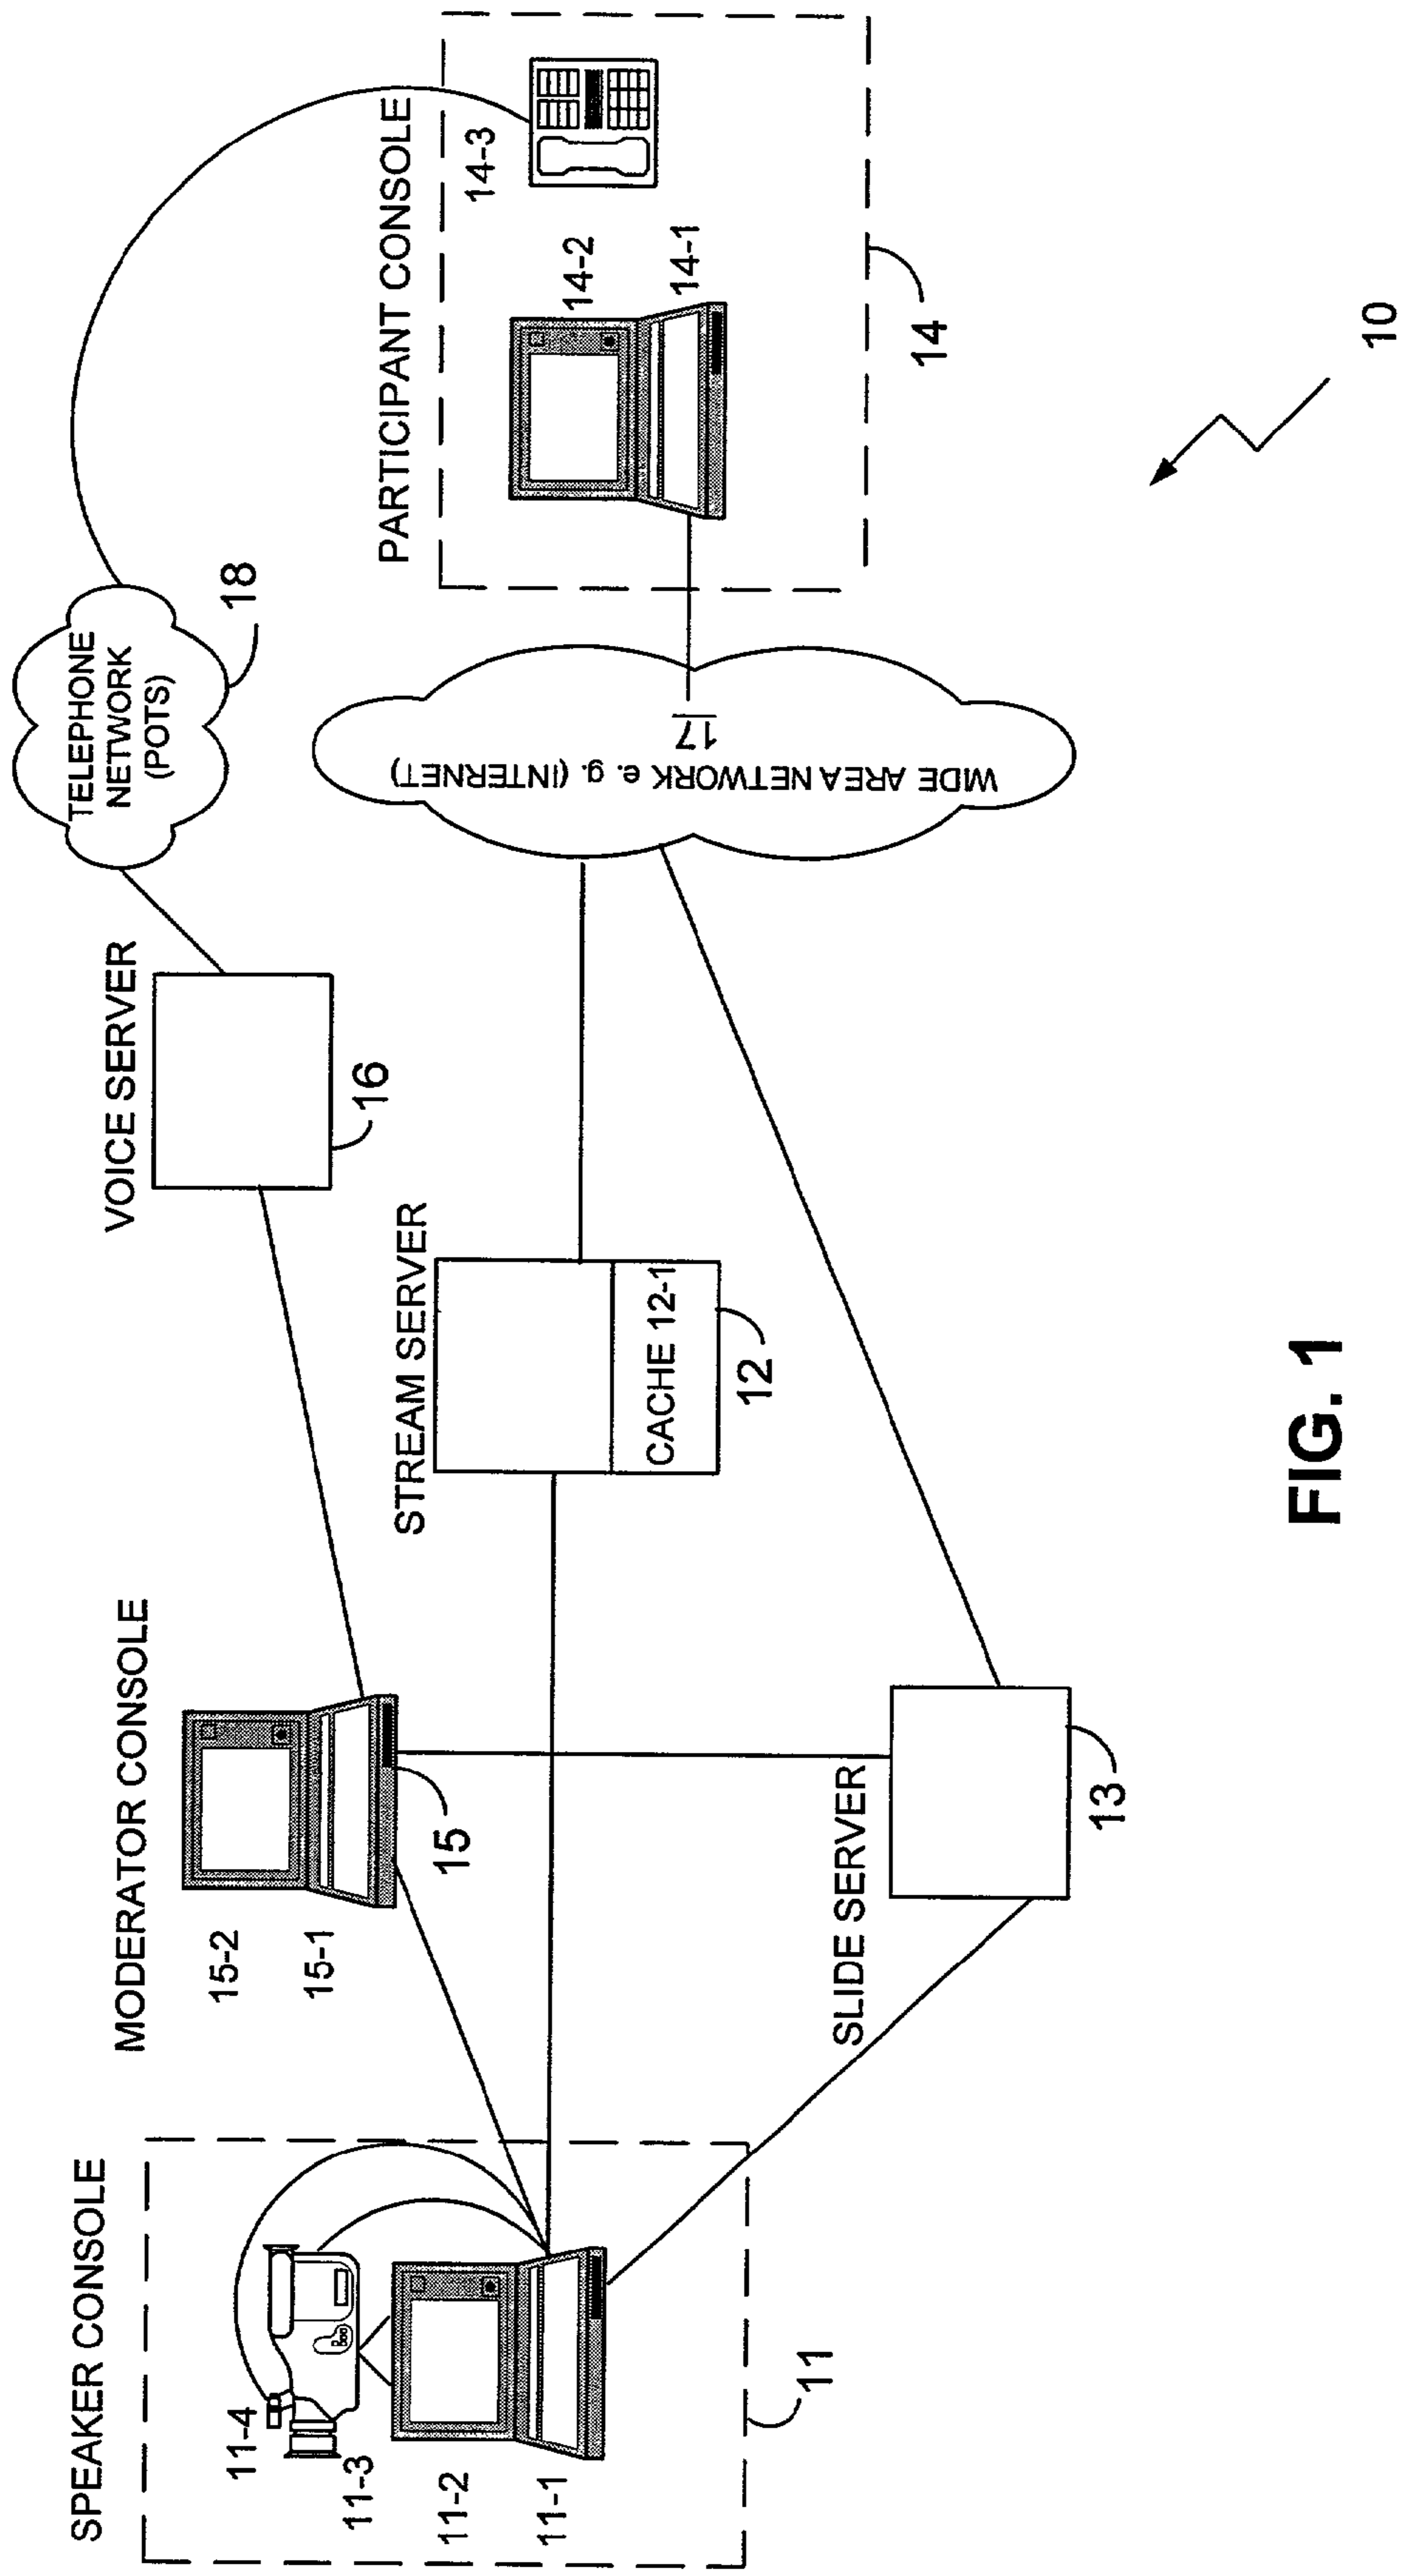 SPEAKER CONSOLE
11-4
11-3
11-2
11-1
11
MODERATOR CONSOLE
15-2
15-1
15
SLIDE SERVER
13
STREAM SERVER
CACHE 12-1
12
VOICE SERVER
16
TELEPHONE
NETWORK
(POTS)
18
WIDE AREA NETWORK e. g. (INTERNET)
17
PARTICIPANT CONSOLE
14-3
14-2
14-1
14
10
FIG. 1